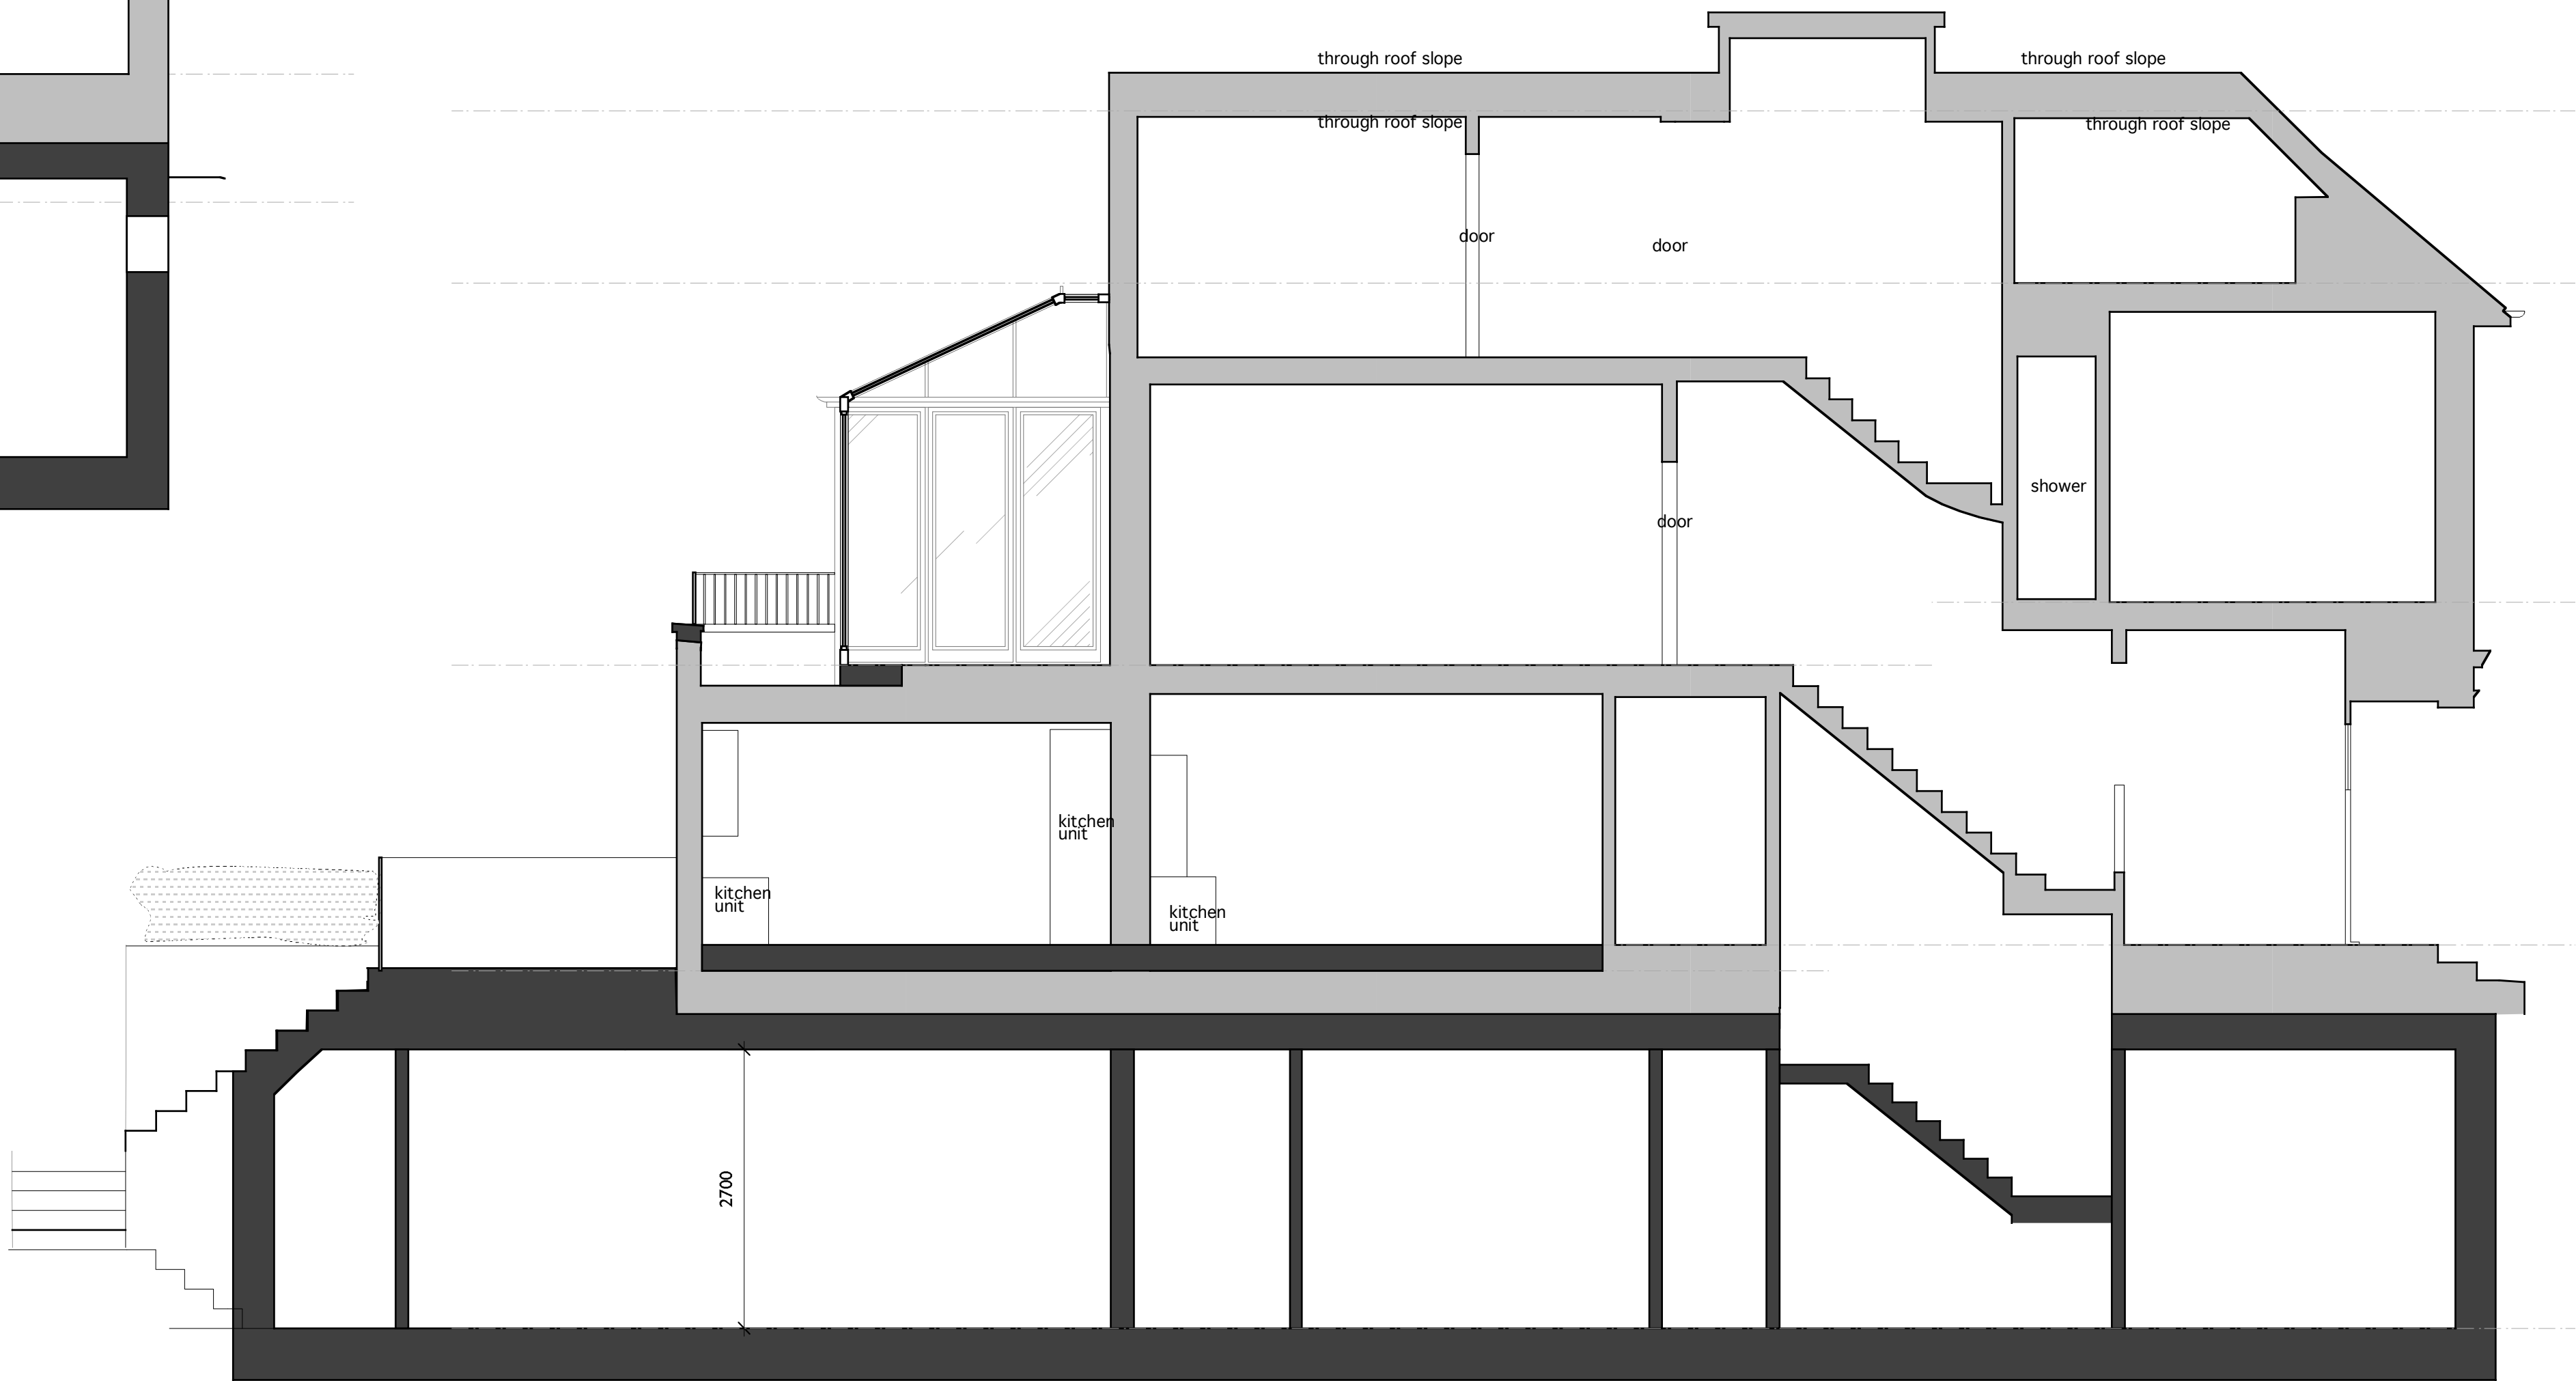 through roof slope
through roof slope
through roof slope
through roof slope
door
door
shower
door
kitchen
unit
kitchen
unit
kitchen
unit
2700